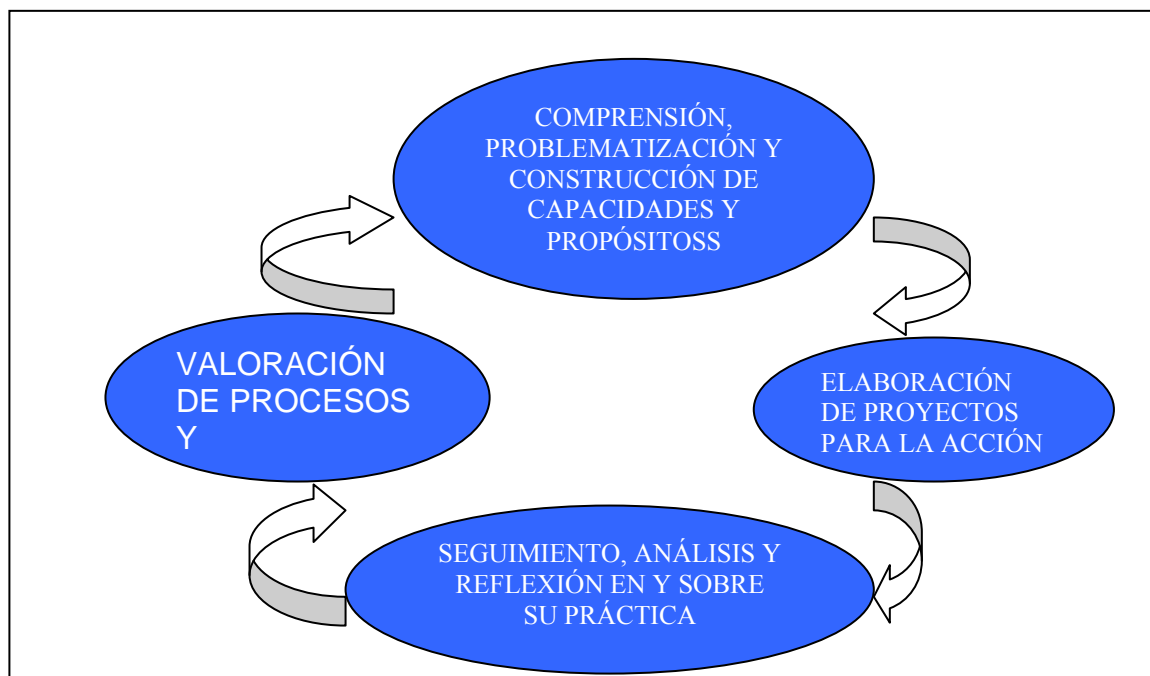 COMPRENSIÓN,
PROBLEMATIZACIÓN Y
CONSTRUCCIÓN DE
CAPACIDADES Y
PROPÓSITOSS
ELABORACIÓN
DE PROYECTOS
PARA LA ACCIÓN
SEGUIMIENTO, ANÁLISIS Y
REFLEXIÓN EN Y SOBRE
SU PRÁCTICA
VALORACIÓN
DE PROCESOS
Y